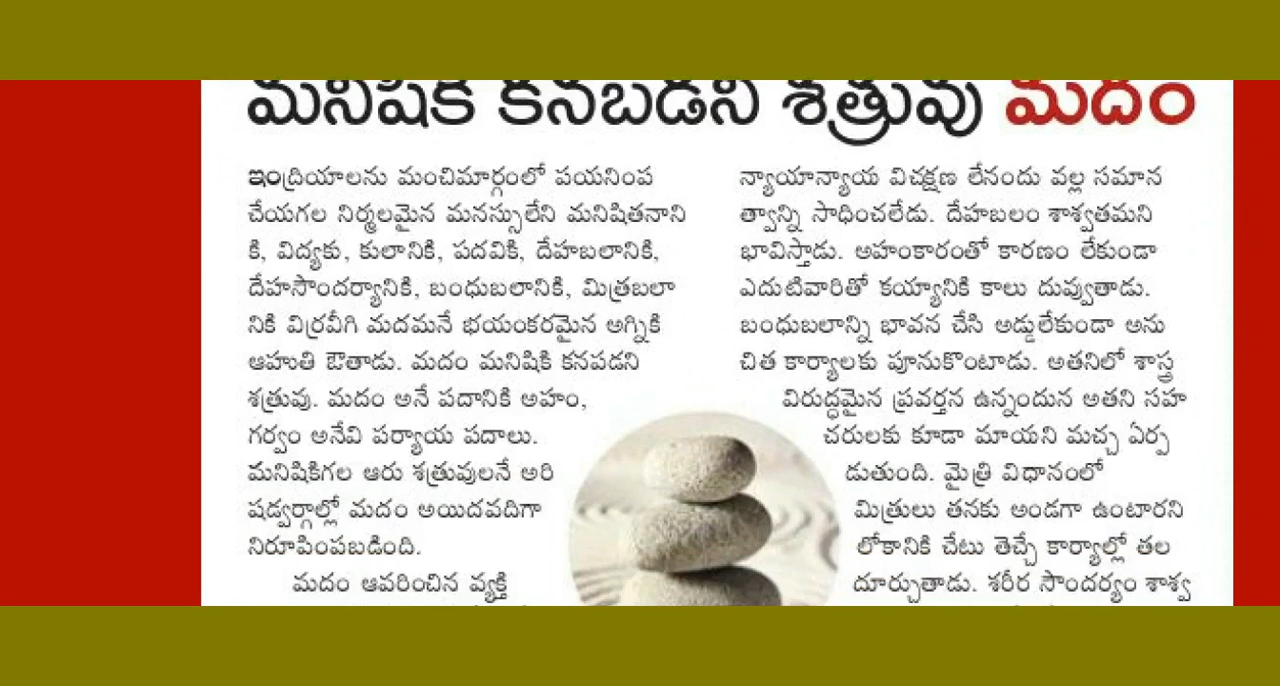 మనిషికి కనబడని శత్రువు మదం
ఇంద్రియాలను మంచిమార్గంలో పయనింప
చేయగల నిర్మలమైన మనస్సులేని మనిషితనాని
కి, విద్యకు, కులానికి, పదవికి, దేహబలానికి,
దేహసౌందర్యానికి, బంధుబలానికి, మిత్రబలా
నికి విర్రవీగి మదమనే భయంకరమైన అగ్నికి
ఆహుతి ఔతాడు. మదం మనిషికి కనపడని
శత్రువు. మదం అనే పదానికి అహం,
గర్వం అనేవి పర్యాయ పదాలు.
మనిషికిగల ఆరు శత్రువులనే అరి
షడ్వర్గాల్లో మదం అయిదవదిగా
నిరూపింపబడింది.
మదం ఆవరించిన వ్యక్తి
న్యాయాన్యాయ విచక్షణ లేనందు వల్ల సమాన
త్వాన్ని సాధించలేడు. దేహబలం శాశ్వతమని
భావిస్తాడు. అహంకారంతో కారణం లేకుండా
ఎదుటివారితో కయ్యానికి కాలు దువ్వుతాడు.
బంధుబలాన్ని భావన చేసి అడ్డులేకుండా అను
చిత కార్యాలకు పూనుకొంటాడు. అతనిలో శాస్త్ర
విరుద్ధమైన ప్రవర్తన ఉన్నందున అతని సహ
చరులకు కూడా మాయని మచ్చ ఏర్ప
డుతుంది. మైత్రి విధానంలో
మిత్రులు తనకు అండగా ఉంటారని
లోకానికి చేటు తెచ్చే కార్యాల్లో తల
దూర్చుతాడు. శరీర సౌందర్యం శాశ్వ